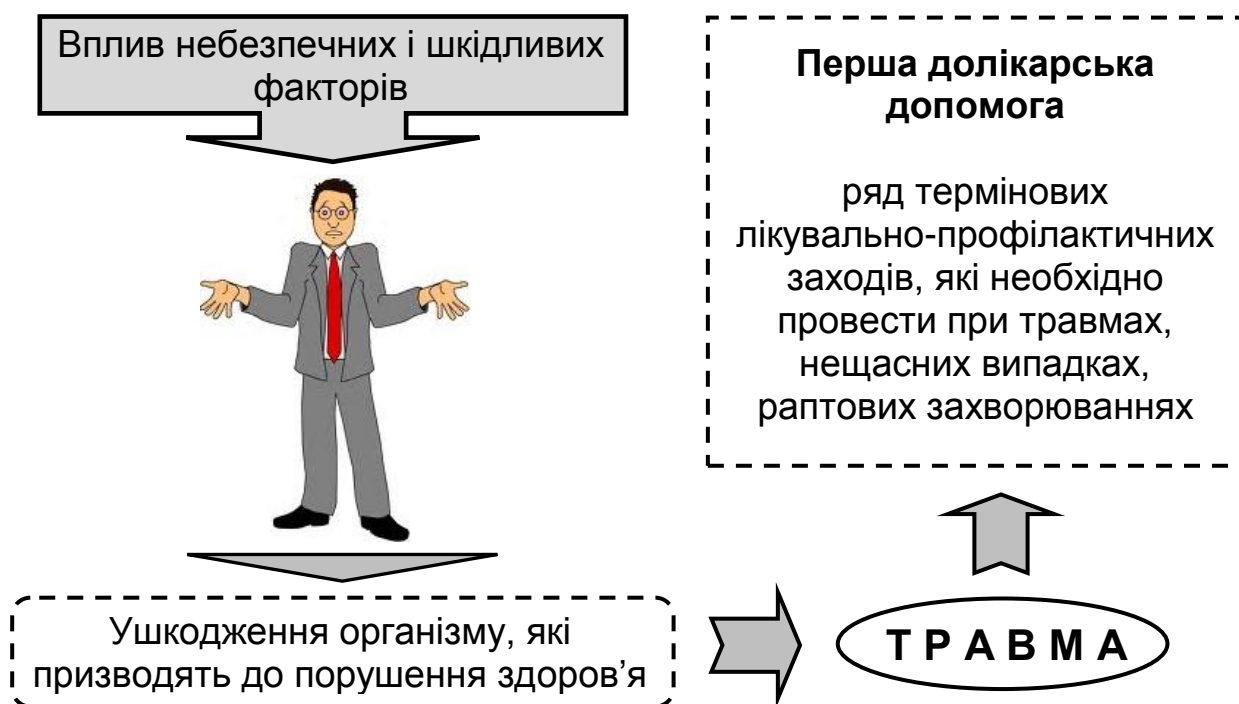 Вплив небезпечних і шкідливих
факторів
Перша долікарська
допомога
ряд термінових
лікувально-профілактичних
заходів, які необхідно
провести при травмах,
нещасних випадках,
раптових захворюваннях
Ушкодження організму, які
призводять до порушення здоров’я
Т Р А В М А